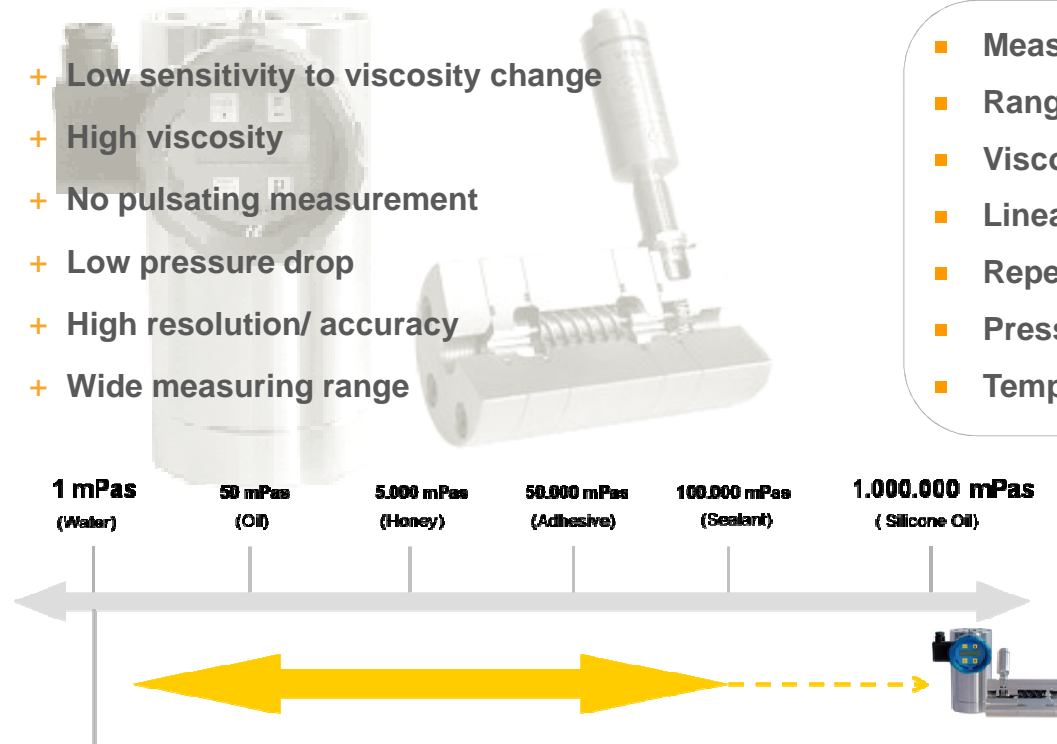 + Low sensitivity to viscosity change
+ High viscosity
+ No pulsating measurement
+ Low pressure drop
+ High resolution/ accuracy
+ Wide measuring range
Meas
Rang
Visco
Linea
Repe
Press
Temp
1 mPas 50 mPas 5.000 mPas 50.000 mPas 100.000 mPas 1.000.000 mPas
(Water) (Oil) (Honey) (Adhesive) (Sealant) ( Silicone Oil)